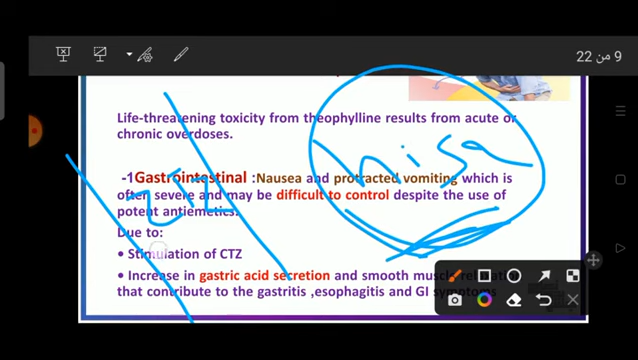 9 من 22
Life-threatening toxicity from theophylline results from acute or
chronic overdoses.
-1Gastrointestinal :Nausea and protracted vomiting which is
often severe and may be difficult to control despite the use of
potent antiemetics.
Due to:
• Stimulation of CTZ
• Increase in gastric acid secretion and smooth muscle
that contribute to the gastritis ,esophagitis and GI symptoms